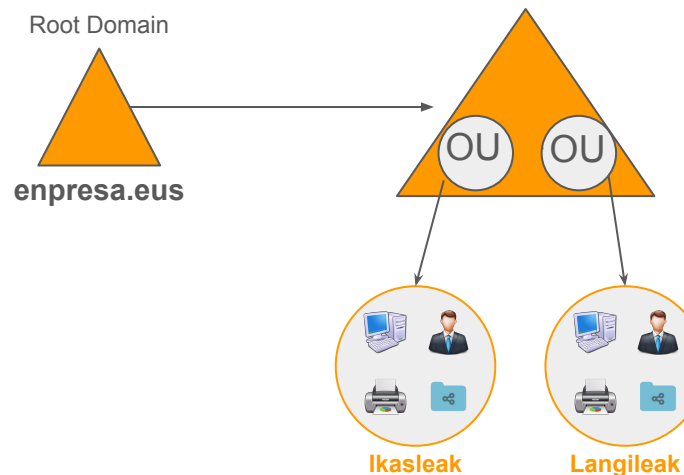 Root Domain
enpresa.eus
OU
OU
Ikasleak
Langileak